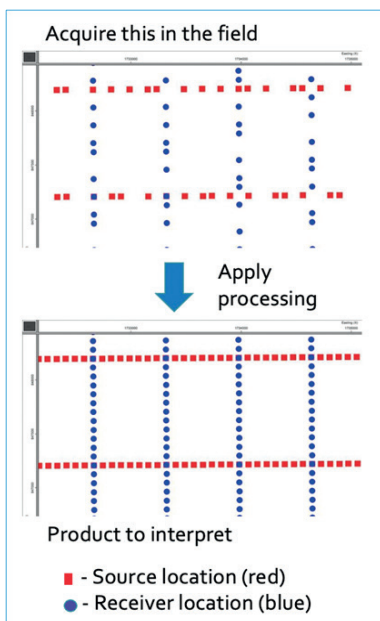 Acquire this in the field
Apply
processing
Product to interpret
- Source location (red)
- Receiver location (blue)